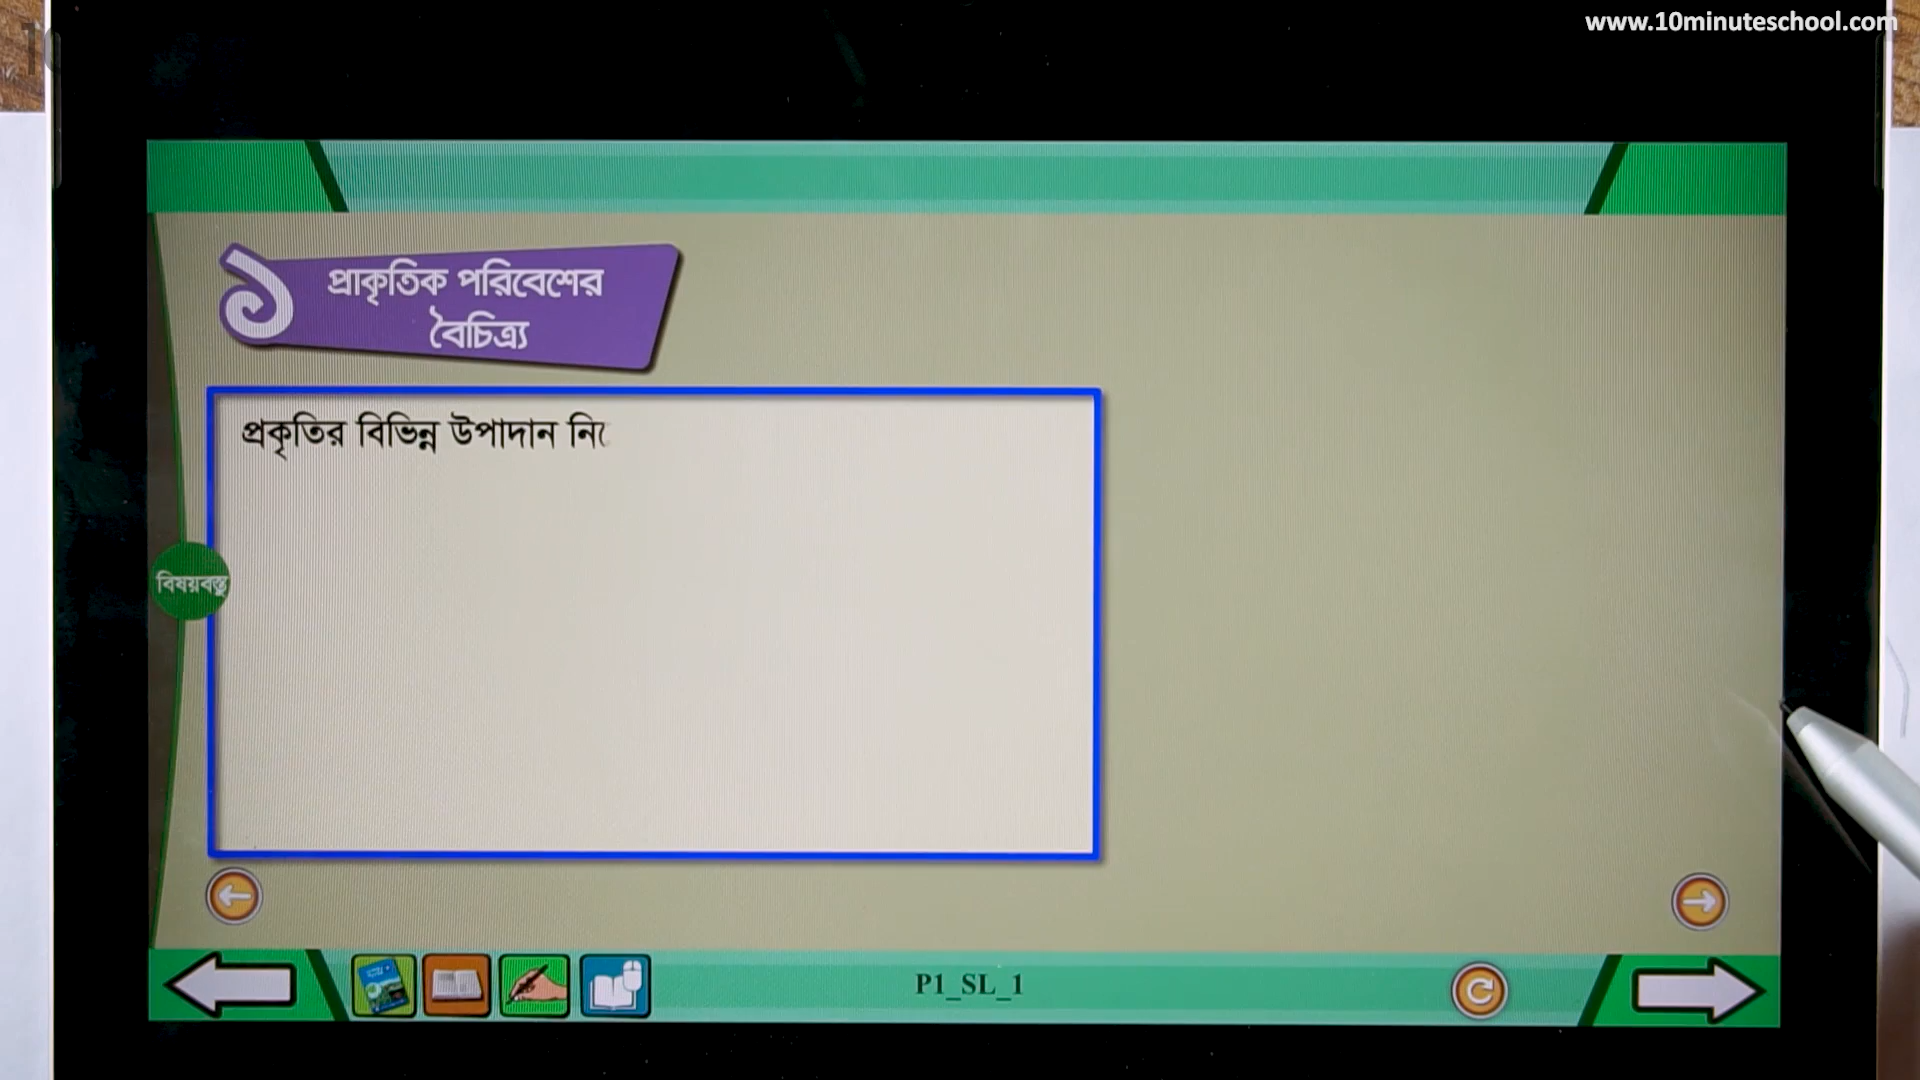 www.10minuteschool.com
১ প্রাকৃতিক পরিবেশের
বৈচিত্র্য
প্রকৃতির বিভিন্ন উপাদান
বিষয়বস্তু
P1_SL_1